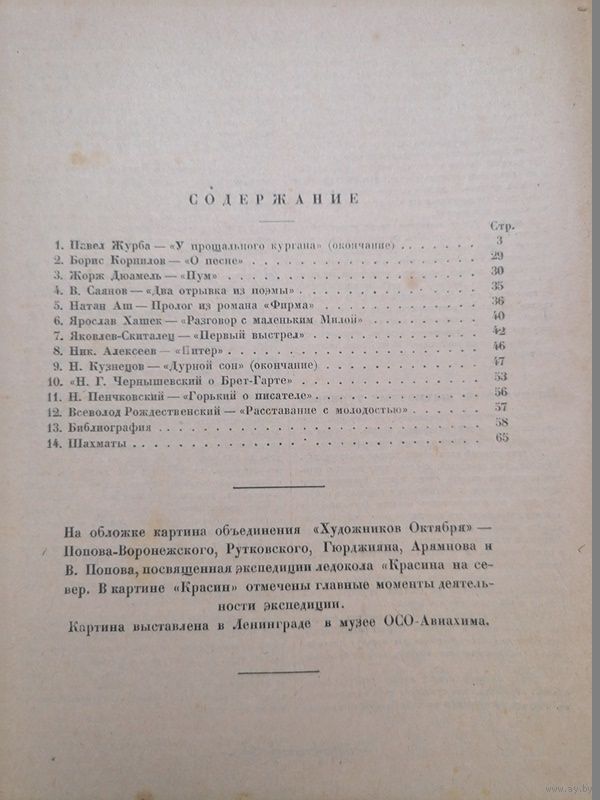 СОДЕРЖАНИЕ
Стр.
1. Павел Журба — «У прощального кургана» (окончание) . . . . . . . 3
2. Борис Корнилов — «О песне» . . . . . . . . . . . . . . . . . 29
3. Жорж Дюамель — «Пум» . . . . . . . . . . . . . . . . . . . 30
4. В. Саянов — «Два отрывка из поэмы» . . . . . . . . . . . . . 35
5. Натан Аш — Пролог из романа «Фирма» . . . . . . . . . . . . 36
6. Ярослав Хашек — «Разговор с маленьким Милой» . . . . . . . . 40
7. Яковлев-Скиталец — «Первый выстрел» . . . . . . . . . . . . 42
8. Ник. Алексеев — «Питер» . . . . . . . . . . . . . . . . . . 46
9. Н. Кузнецов — «Дурной сон» (окончание) . . . . . . . . . . . 47
10. «Н. Г. Чернышевский о Брет-Гарте» . . . . . . . . . . . . . 53
11. Н. Пенчковский — «Горький о писателе» . . . . . . . . . . . 56
12. Всеволод Рождественский — «Расставание с молодостью» . . . . . 57
13. Библиография . . . . . . . . . . . . . . . . . . . . . . . 58
14. Шахматы . . . . . . . . . . . . . . . . . . . . . . . . . 65
На обложке картина объединения «Художников Октября» —
Попова-Воронежского, Рутковского, Гюрджияна, Арямнова и
В. Попова, посвященная экспедиции ледокола «Красина на се-
вер. В картине «Красин» отмечены главные моменты деятель-
ности экспедиции.
Картина выставлена в Ленинграде в музее ОСО-Авиахима.
www.ay.by